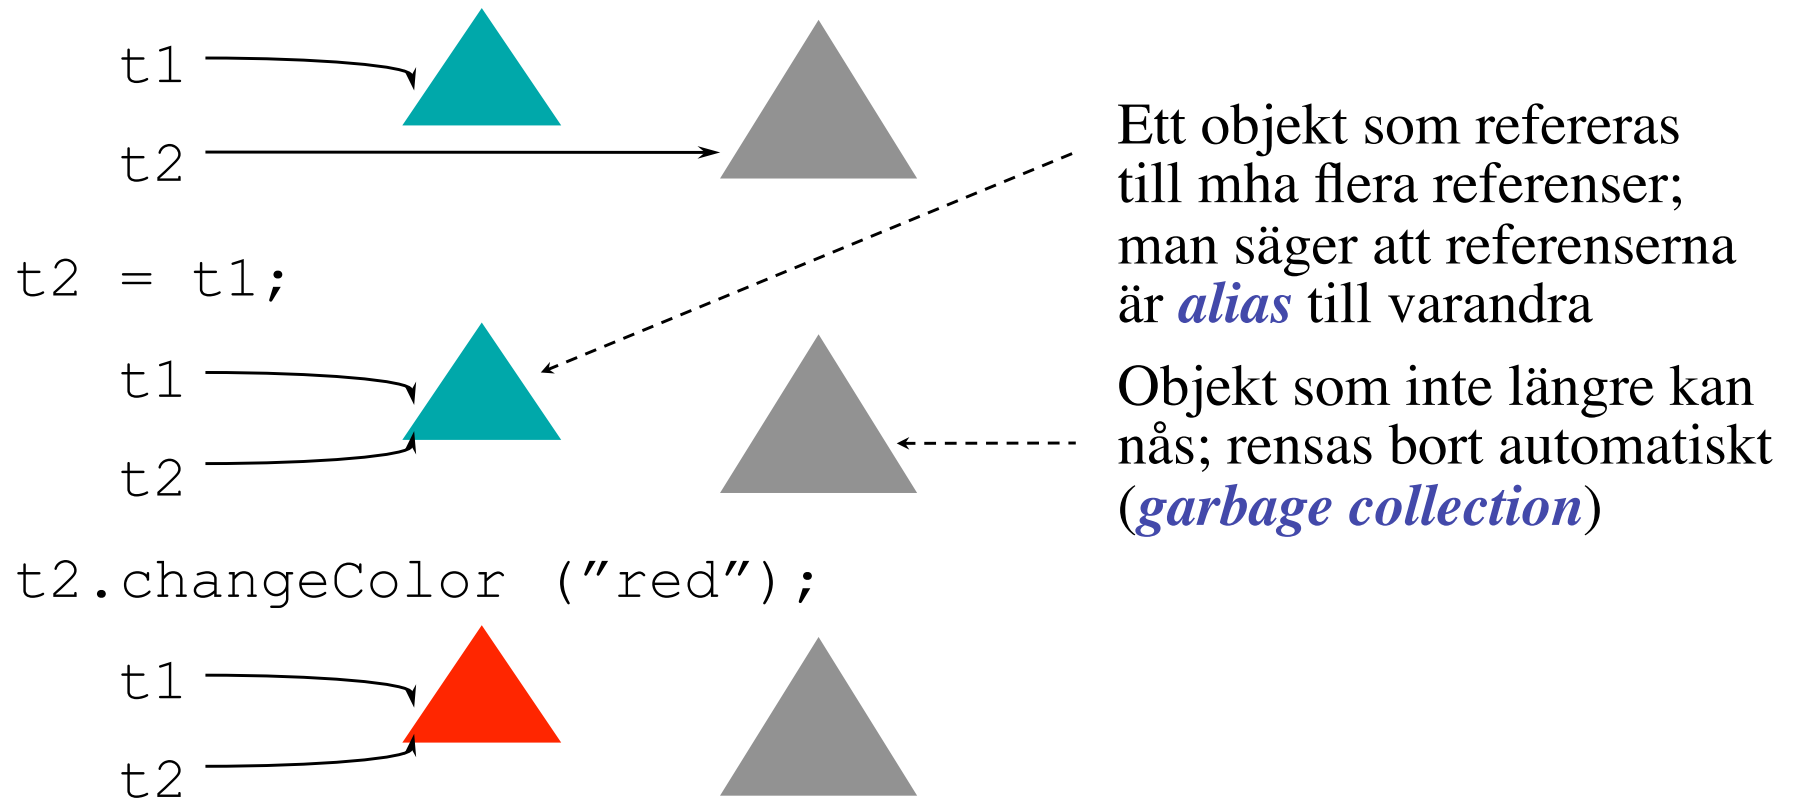 t1
t2
t2 = t1;
t1
t2
t2.changeColor (”red”);
t1
t2
Ett objekt som refereras
till mha flera referenser;
man säger att referenserna
är alias till varandra
Objekt som inte längre kan
nås; rensas bort automatiskt
(garbage collection)